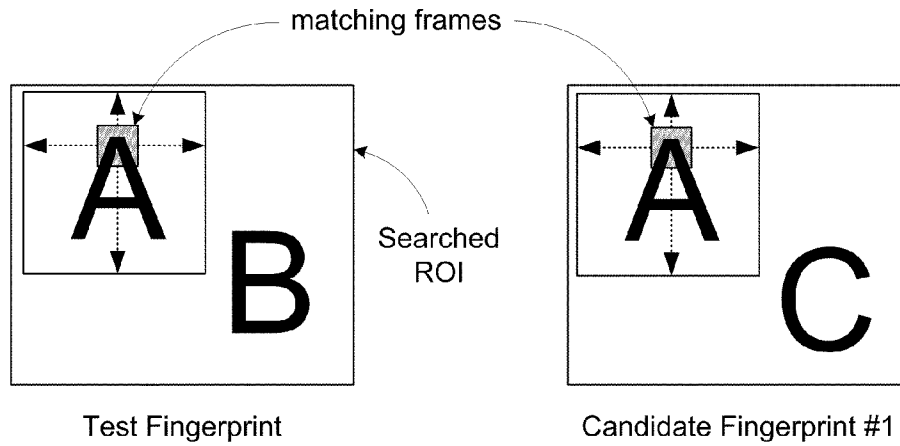 matching frames
A
B
Searched
ROI
A
C
Test Fingerprint
Candidate Fingerprint #1